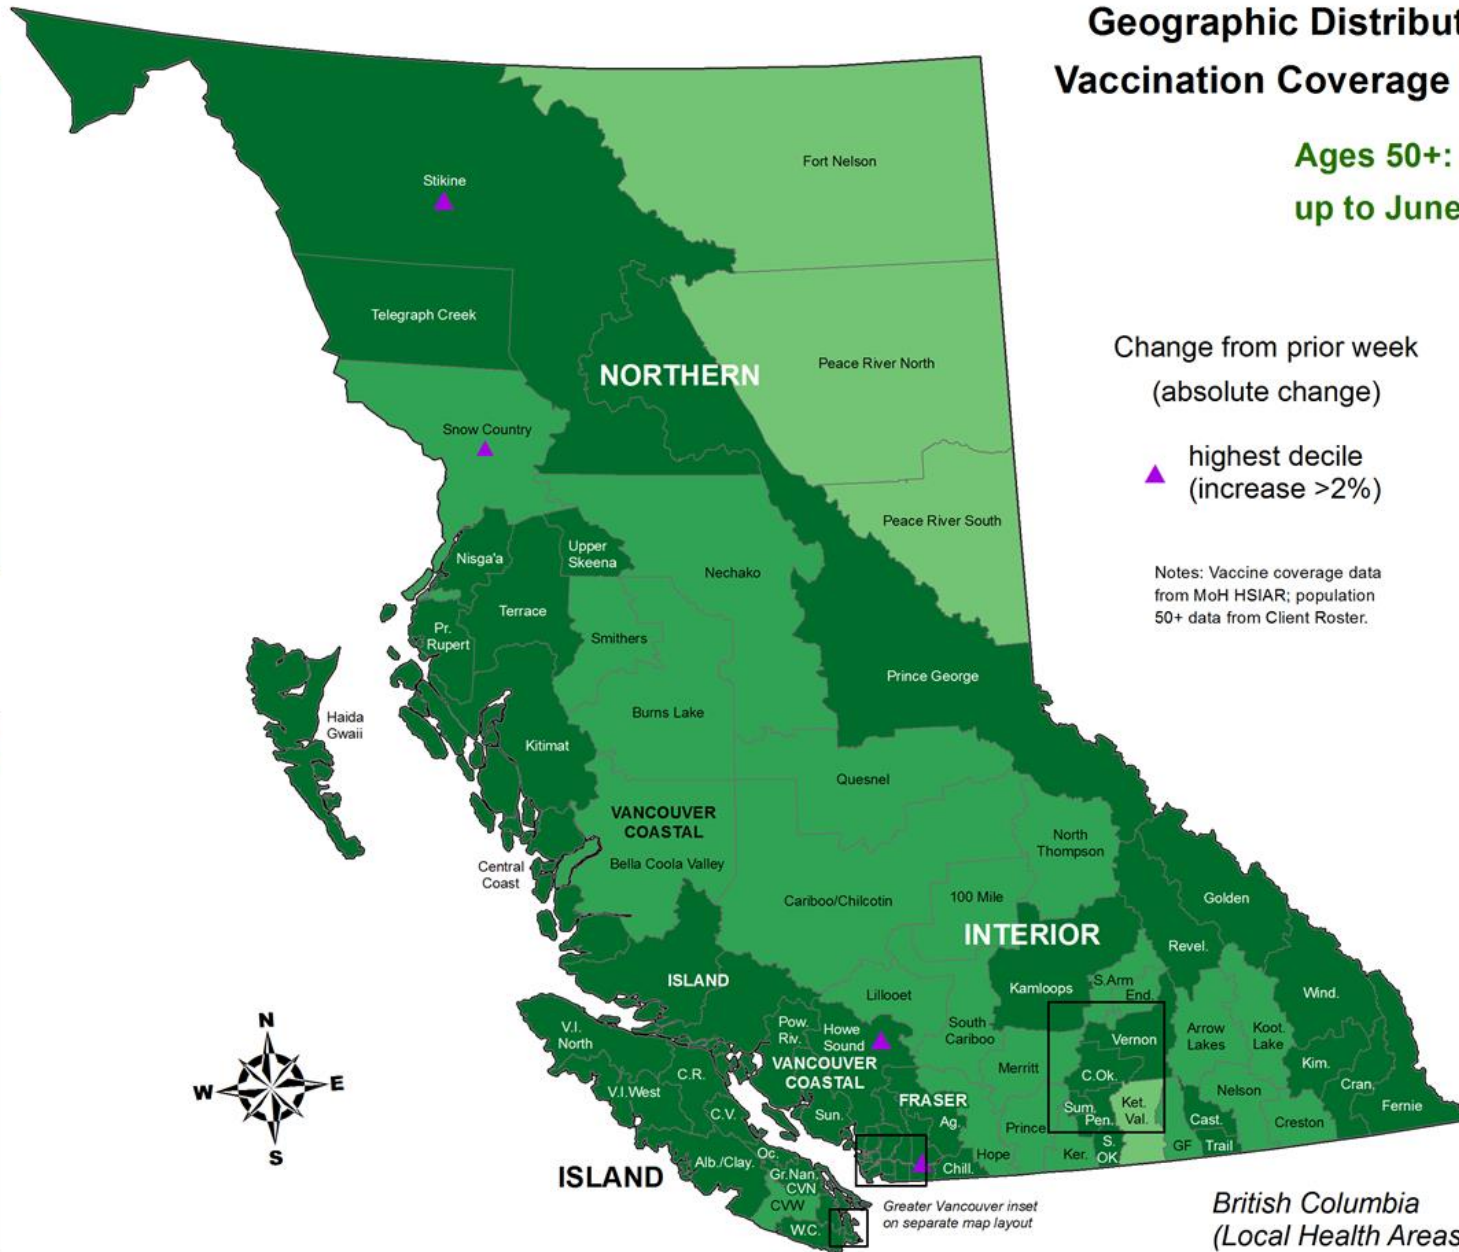 Geographic Distribut
Vaccination Coverage
Ages 50+:
up to June
Change from prior week
(absolute change)
highest decile
(increase >2%)
Notes: Vaccine coverage data
from MoH HSIAR; population
50+ data from Client Roster.
Fort Nelson
Stikine
Telegraph Creek
Peace River North
NORTHERN
Snow Country
Peace River South
Nisga'a
Upper
Skeena
Nechako
Terrace
Smithers
Pr.
Rupert
Prince George
Haida
Gwaii
Burns Lake
Kitimat
Quesnel
VANCOUVER
COASTAL
North
Thompson
Central
Coast
Bella Coola Valley
Cariboo/Chilcotin
100 Mile
Golden
INTERIOR
Revel.
ISLAND
Kamloops
S.Arm
End.
Lillooet
Wind.
V.I.
North
Pow.
Riv.
Howe
Sound
South -
Cariboo
Vernon
Arrow
Lakes
Koot.
Lake
VANCOUVER
COASTAL
Merritt
C.Ok.
Kim.
C.R.
V.I.West
Nelson
Cran.
C.V.
Sun.
FRASER
Ag.
Sum.
Pen.
Ket.
Val.
Cast.
Creston
Fernie
Prince
Hope
Ker.
S.
OK
GF
Trail
Chill.
Alb./Clay.
Oc.
Gr.Nan.
CVN
CVW
W.C.
ISLAND
Greater Vancouver inset
on separate map layout
N
W
E
S
British Columbia
(Local Health Areas